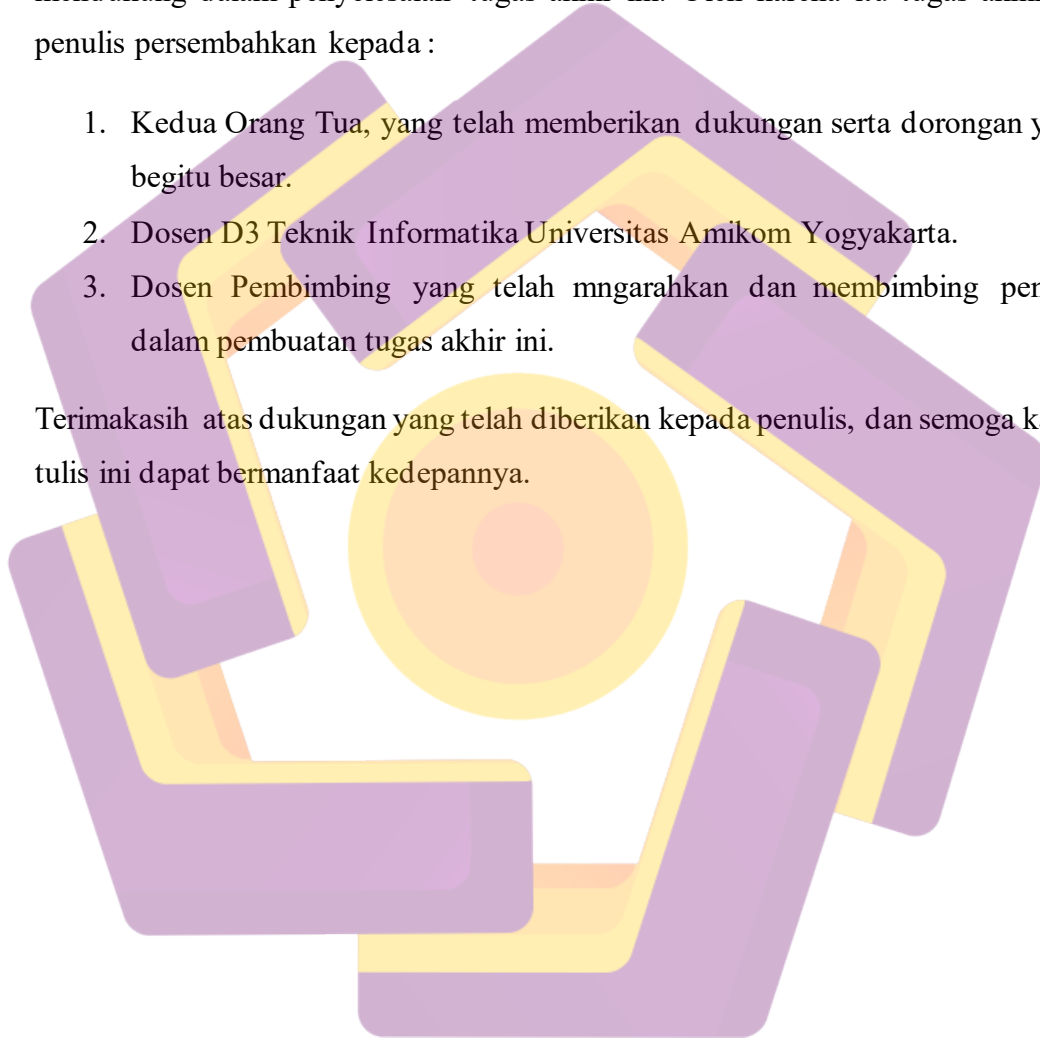 penulis persembahkan kepada :
1. Kedua Orang Tua, yang telah memberikan dukungan serta dorongan
begitu besar.
2. Dosen D3 Teknik Informatika Universitas Amikom Yogyakarta.
3. Dosen Pembimbing yang telah mngarahkan dan membimbing
dalam pembuatan tugas akhir ini.
Terimakasih atas dukungan yang telah diberikan kepada penulis, dan semoga
tulis ini dapat bermanfaat kedepannya.